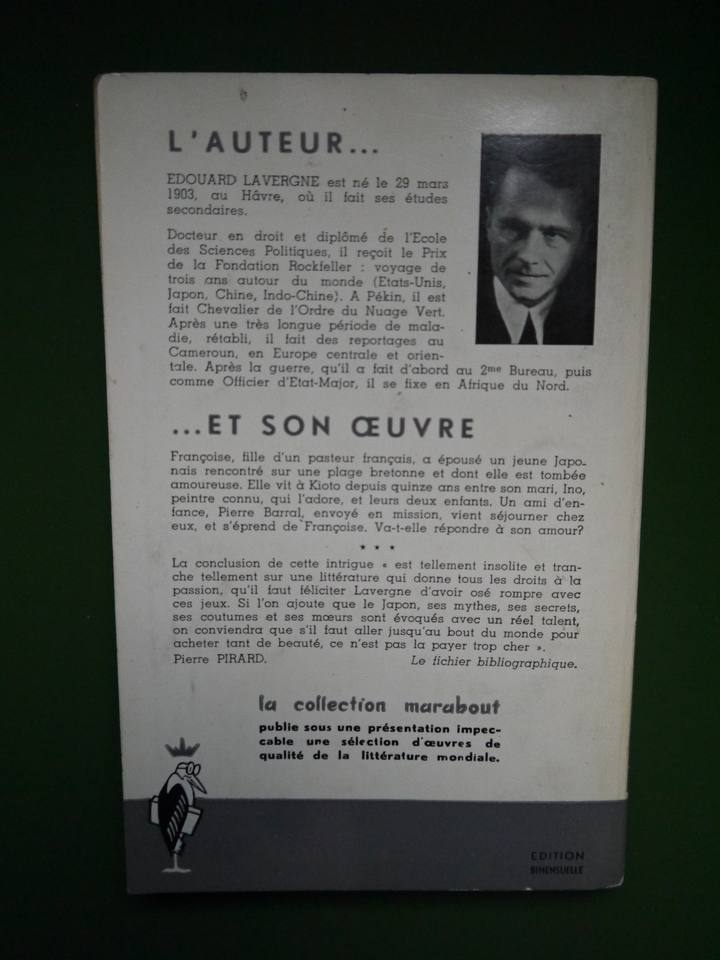 L'AUTEUR...
EDOUARD LAVERGNE est né le 29 mars
1903, au Hâvre, où il fait ses études
secondaires.
Docteur en droit et diplômé de l'Ecole
des Sciences Politiques, il reçoit le Prix
de la Fondation Rockfeller : voyage de
trois ans autour du monde (Etats-Unis,
Japon, Chine, Indo-Chine). A Pékin, il est
fait Chevalier de l'Ordre du Nuage Vert.
Après une très longue période de mala-
die, rétabli, il fait des reportages au
Cameroun, en Europe centrale et orien-
tale. Après la guerre, qu'il a fait d'abord au 2me Bureau, puis
comme Officier d'Etat-Major, il se fixe en Afrique du Nord.
...ET SON ŒUVRE
Françoise, fille d'un pasteur français, a épousé un jeune Japo-
nais rencontré sur une plage bretonne et dont elle est tombée
amoureuse. Elle vit à Kioto depuis quinze ans entre son mari, Ino,
peintre connu, qui l'adore, et leurs deux enfants. Un ami d'en-
fance, Pierre Barral, envoyé en mission, vient séjourner chez
eux, et s'éprend de Françoise. Va-t-elle répondre à son amour?
* * *
La conclusion de cette intrigue « est tellement insolite et tran-
che tellement sur une littérature qui donne tous les droits à la
passion, qu'il faut féliciter Lavergne d'avoir osé rompre avec
ces jeux. Si l'on ajoute que le Japon, ses mythes, ses secrets,
ses coutumes et ses mœurs sont évoqués avec un réel talent,
on conviendra que s'il faut aller jusqu'au bout du monde pour
acheter tant de beauté, ce n'est pas la payer trop cher ».
Pierre PIRARD. Le fichier bibliographique.
la collection marabout
publie sous une présentation impec-
cable une sélection d'œuvres de
qualité de la littérature mondiale.
EDITION
BIMENSUELLE